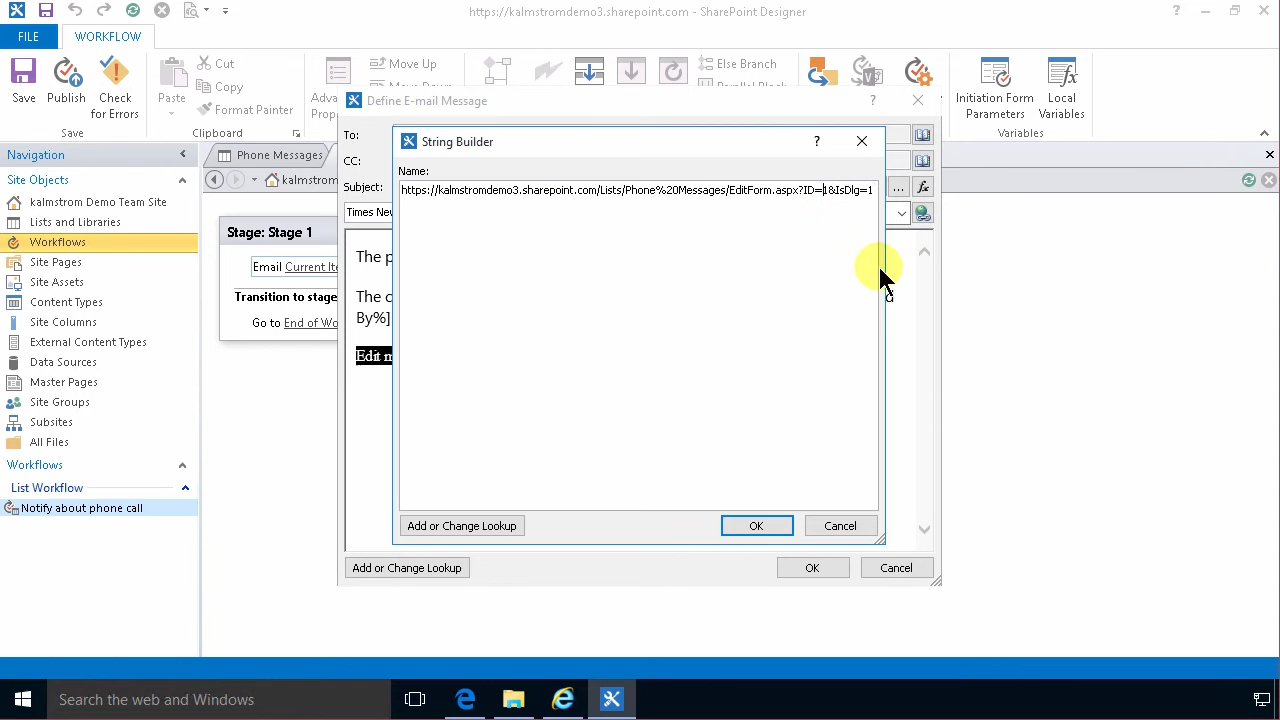 https://kalmstromdemo3.sharepoint.com - SharePoint Designer
FILE
WORKFLOW
Save
Publish
Check for Errors
Paste
Cut
Copy
Format Painter
Move Up
Else Branch
Initiation Form Parameters
Local Variables
Save
Clipboard
Variables
Define E-mail Message
Navigation
Site Objects
kalmstrom Demo Team Site
Lists and Libraries
Workflows
Site Pages
Site Assets
Content Types
Site Columns
External Content Types
Data Sources
Master Pages
Site Groups
Subsites
All Files
Workflows
List Workflow
Notify about phone call
Phone Messages
kalmstrom
Stage: Stage 1
Email Current Ite
Transition to stage
Go to End of Wo
To:
CC:
Subject:
Times New
The p
The c
By%]
Edit m
String Builder
Name:
https://kalmstromdemo3.sharepoint.com/Lists/Phone%20Messages/EditForm.aspx?ID=1&IsDlg=1
Add or Change Lookup
OK
Cancel
Add or Change Lookup
OK
Cancel
Search the web and Windows